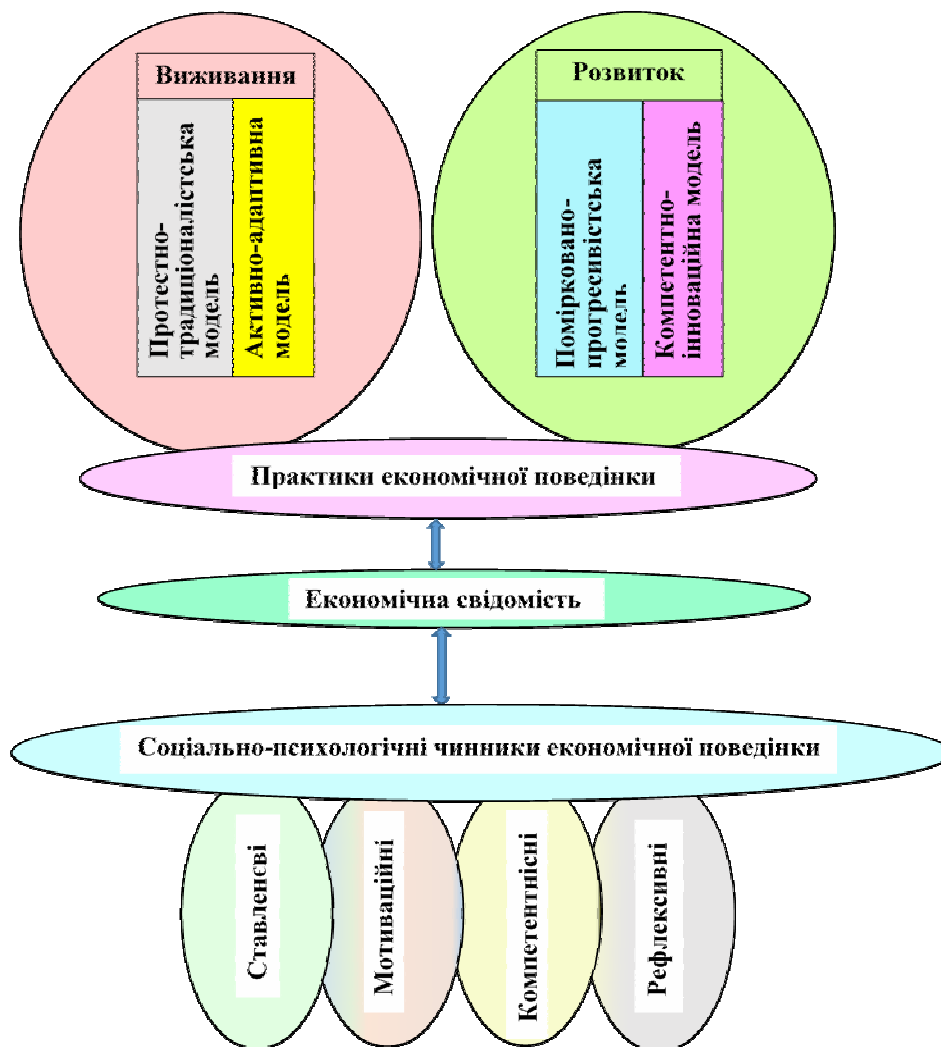 Виживання
Протестно-
традиціоналістська
модель
Активно-адаптивна
модель
Розвиток
Помірковано-
прогресивістська
модель
Компетентно-
інноваційна модель
Практики економічної поведінки
Економічна свідомість
Соціально-психологічні чинники економічної поведінки
Ставленєві
Мотиваційні
Компетентнісні
Рефлексивні